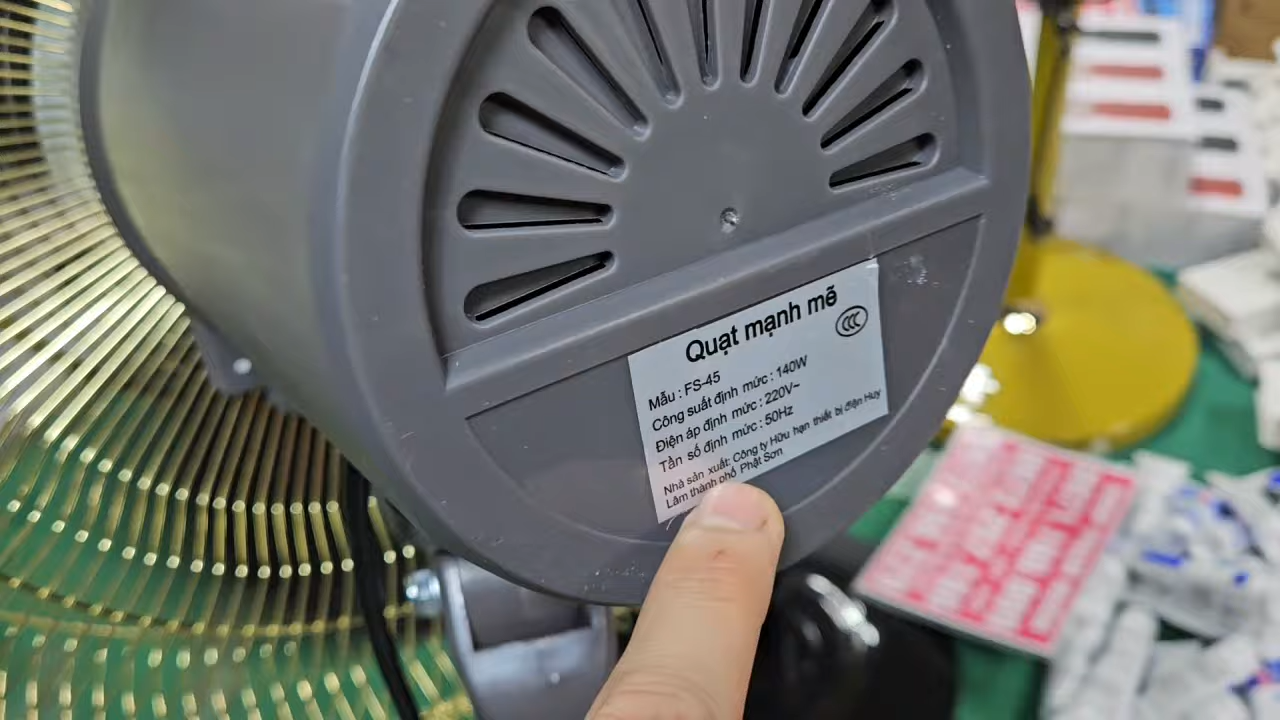 Quạt mạnh mẽ
CCC
Mẫu : FS-45
Công suất định mức : 140W
Điện áp định mức : 220V~
Tần số định mức : 50Hz
Nhà sản xuất: Công ty Hữu hạn thiết bị điện Huy
Lâm thành phố Phật Sơn